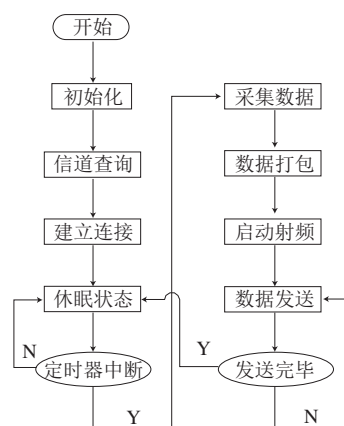 开始
初始化
信道查询
建立连接
休眠状态
N
定时器中断
Y
采集数据
数据打包
启动射频
数据发送
Y
发送完毕
N